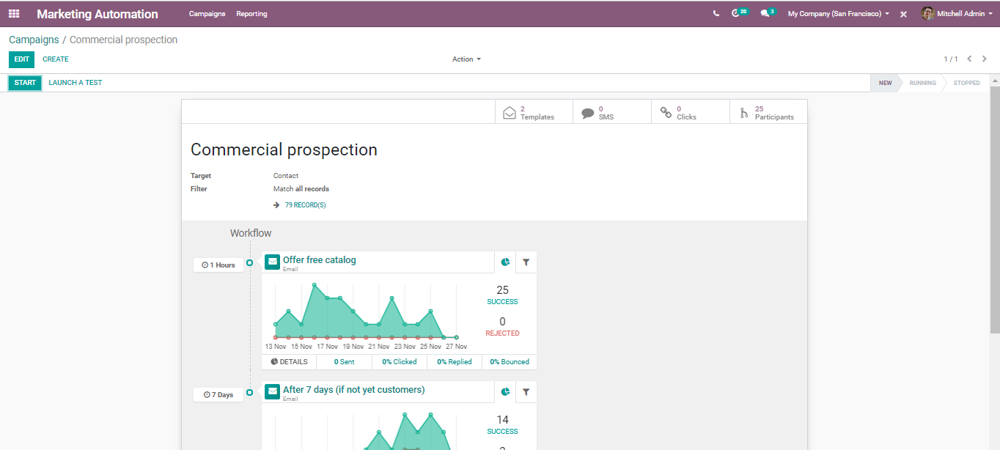 Marketing Automation Campaigns Reporting 20 3 My Company (San Francisco) Mitchell Admin
Campaigns / Commercial prospection
EDIT CREATE Action 1 / 1
START LAUNCH A TEST NEW RUNNING STOPPED
2 Templates
0 SMS
0 Clicks
25 Participants
Commercial prospection
Target Contact
Filter Match all records
79 RECORD(S)
Workflow
1 Hours
Offer free catalog
Email
25
SUCCESS
0
REJECTED
13 Nov 15 Nov 17 Nov 19 Nov 21 Nov 23 Nov 25 Nov 27 Nov
DETAILS 0 Sent 0% Clicked 0% Replied 0% Bounced
7 Days
After 7 days (if not yet customers)
Email
14
SUCCESS